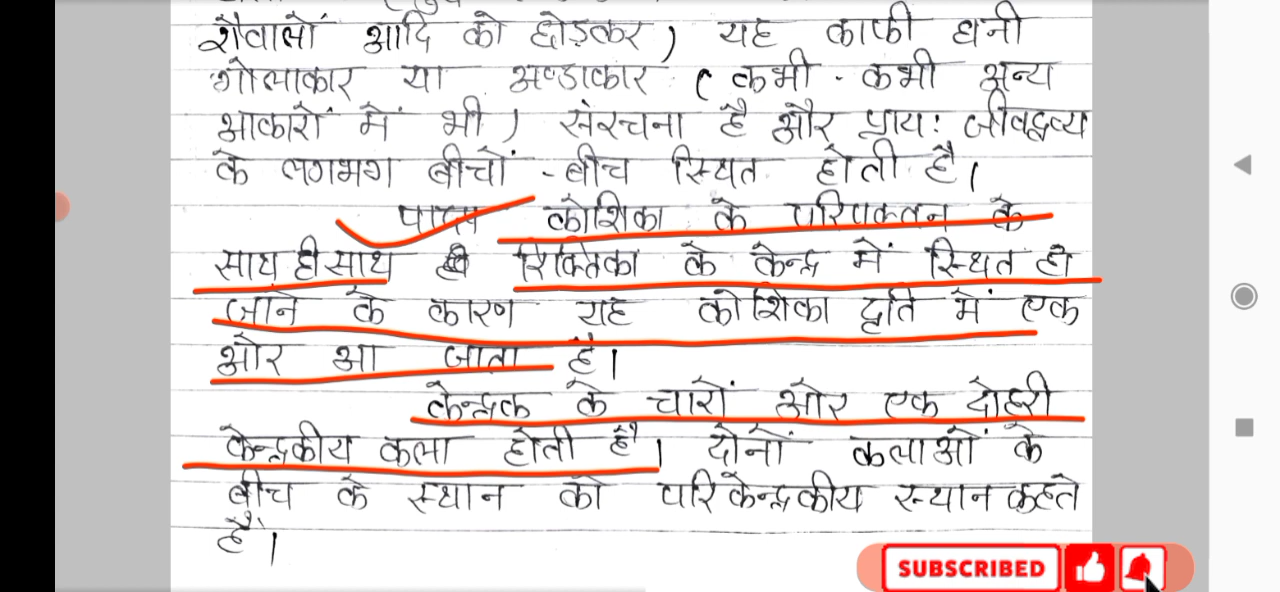 शैवालों आदि को छोड़कर) यह काफी घनी
गोलाकार या अण्डाकार ( कभी - कभी अन्य
आकारों में भी ) संरचना है और प्रायः जीवद्रव्य
के लगभग बीचों - बीच स्थित होती है।
पादप कोशिका के परिपक्वन के
साथ ही साथ रिक्तिका के केन्द्र में स्थित हो
जाने के कारण यह कोशिका दृति में एक
ओर आ जाता है।
केन्द्रक के चारों ओर एक दोहरी
केन्द्रकीय कला होती है। दोनों कलाओं के
बीच के स्थान को परिकेन्द्रकीय स्थान कहते
है।
SUBSCRIBED